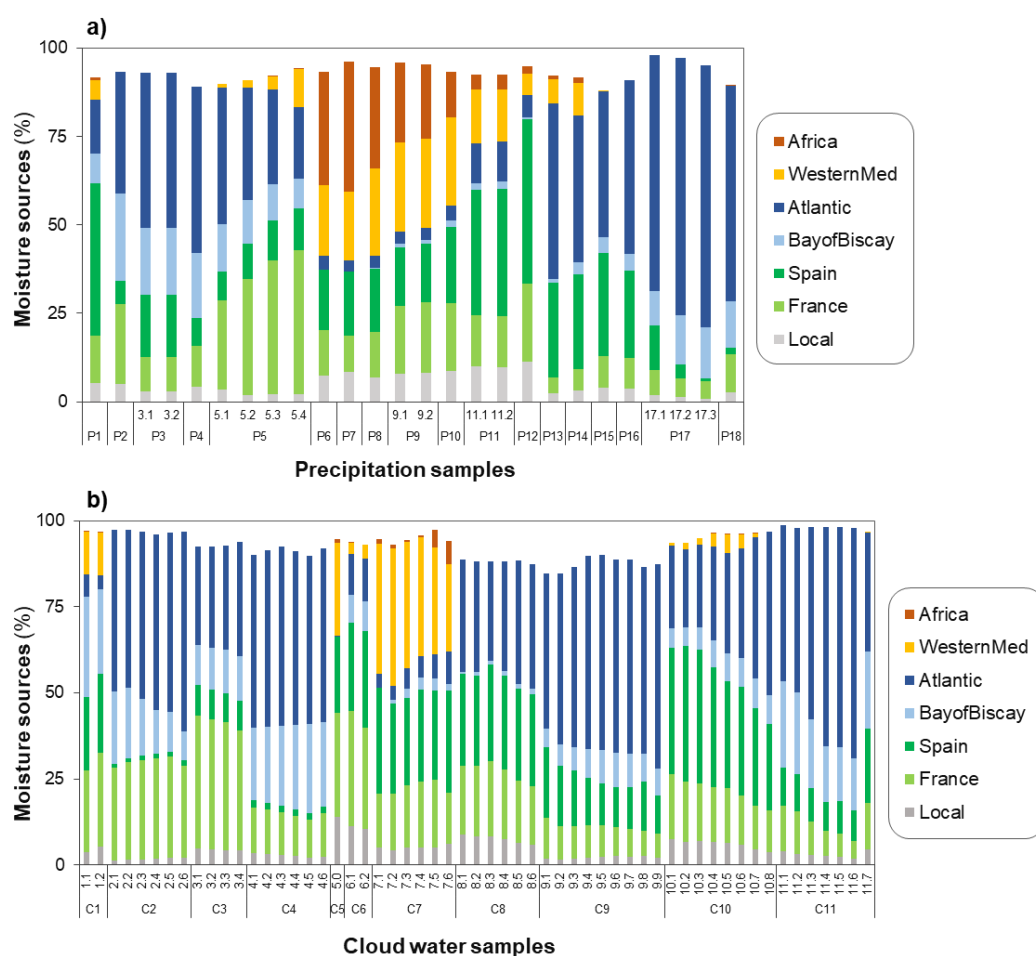 a)
Moisture sources (%)
100
75
50
25
0
3.1 3.2 5.1 5.2 5.3 5.4 9.1 9.2 11.1 11.2 17.1 17.2 17.3
P1 P2 P3 P4 P5 P6 P7 P8 P9 P10 P11 P12 P13 P14 P15 P16 P17 P18
Precipitation samples
Africa
WesternMed
Atlantic
BayofBiscay
Spain
France
Local
b)
Moisture sources (%)
100
75
50
25
0
1.1 1.2 2.1 2.2 2.3 2.4 2.5 2.6 3.1 3.2 3.3 3.4 4.1 4.2 4.3 4.4 4.5 4.6 5.0 6.1 6.2 7.1 7.2 7.3 7.4 7.5 7.6 8.1 8.2 8.3 8.4 8.5 8.6 9.1 9.2 9.3 9.4 9.5 9.6 9.7 9.8 9.9 10.1 10.2 10.3 10.4 10.5 10.6 10.7 10.8 11.1 11.2 11.3 11.4 11.5 11.6 11.7
C1 C2 C3 C4 C5 C6 C7 C8 C9 C10 C11
Cloud water samples
Africa
WesternMed
Atlantic
BayofBiscay
Spain
France
Local